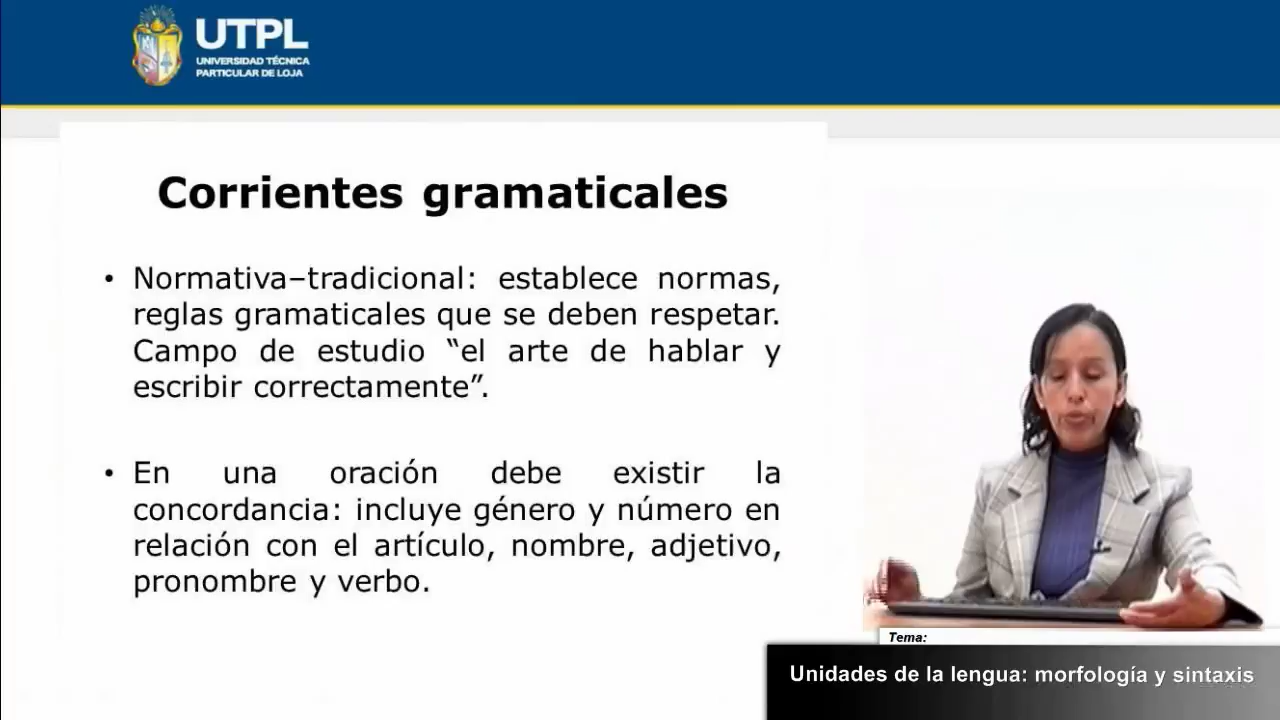 UTPL
UNIVERSIDAD TÉCNICA
PARTICULAR DE LOJA
Corrientes gramaticales
• Normativa–tradicional: establece normas,
reglas gramaticales que se deben respetar.
Campo de estudio “el arte de hablar y
escribir correctamente”.
• En una oración debe existir la
concordancia: incluye género y número en
relación con el artículo, nombre, adjetivo,
pronombre y verbo.
Tema:
Unidades de la lengua: morfología y sintaxis